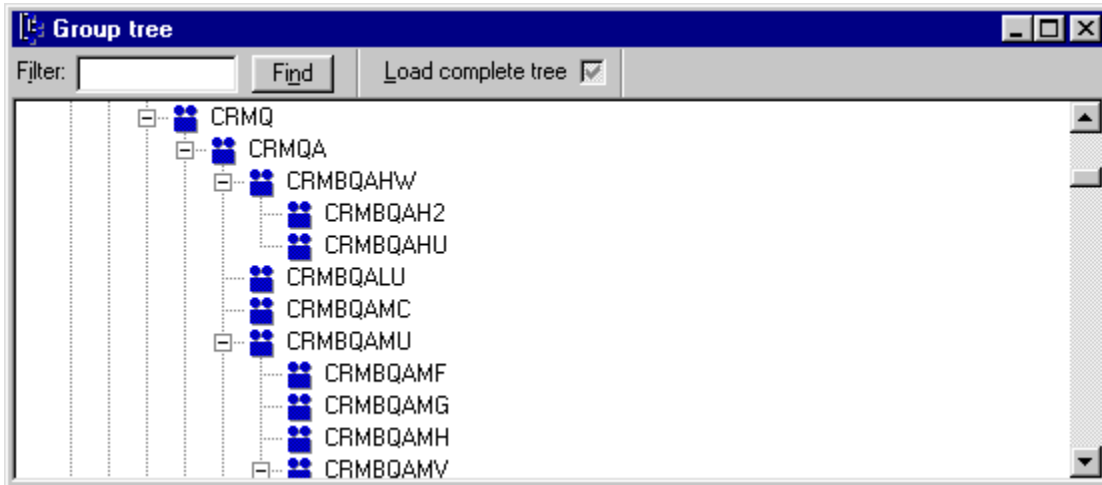 Group tree
Filter: Find Load complete tree
CRMQ
CRMQA
CRMBQAHW
CRMBQAH2
CRMBQAHU
CRMBQALU
CRMBQAMC
CRMBQAMU
CRMBQAMF
CRMBQAMG
CRMBQAMH
CRMBQAMV